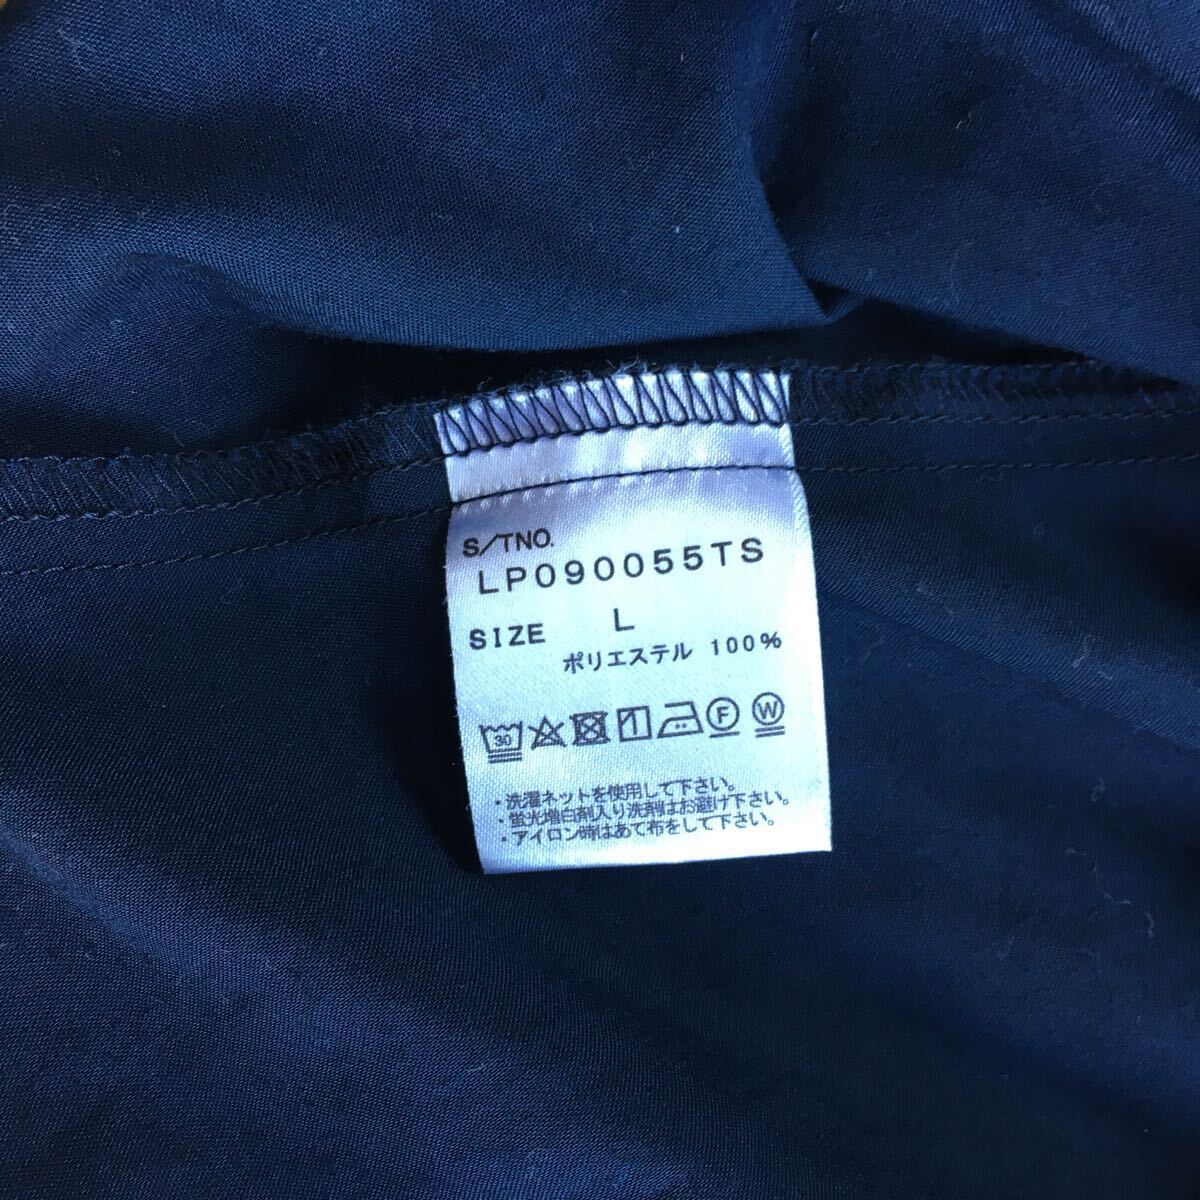 S/TNO.
LP090055TS
SIZE L
ポリエステル 100%
30 F W
・洗濯ネットを使用して下さい。
・蛍光増白剤入り洗剤はお避け下さい。
・アイロン時はあて布をして下さい。